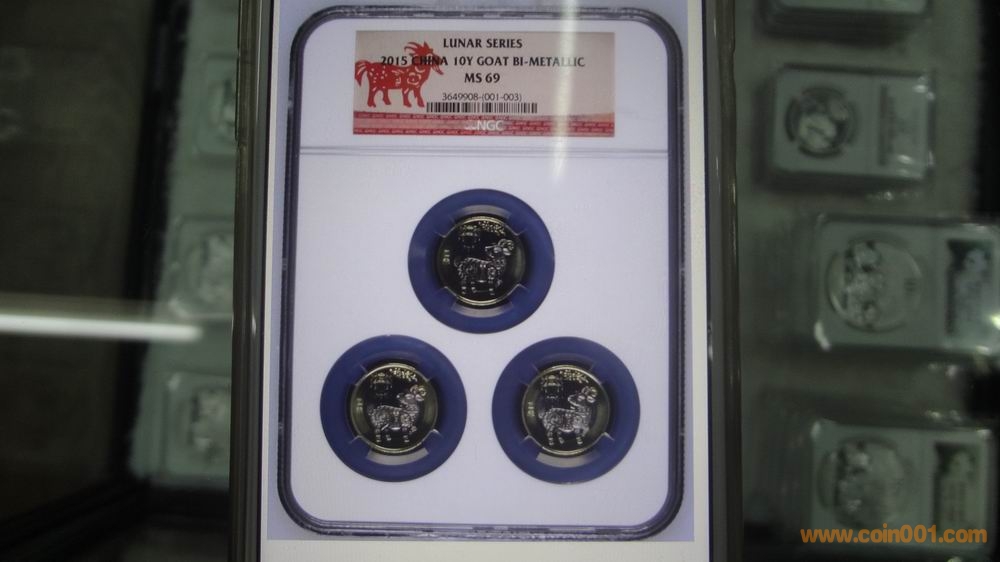 LUNAR SERIES
2015 CHINA 10Y GOAT BI-METALLIC
MS 69
3649908-(001-003)
NGC
www.coin001.com